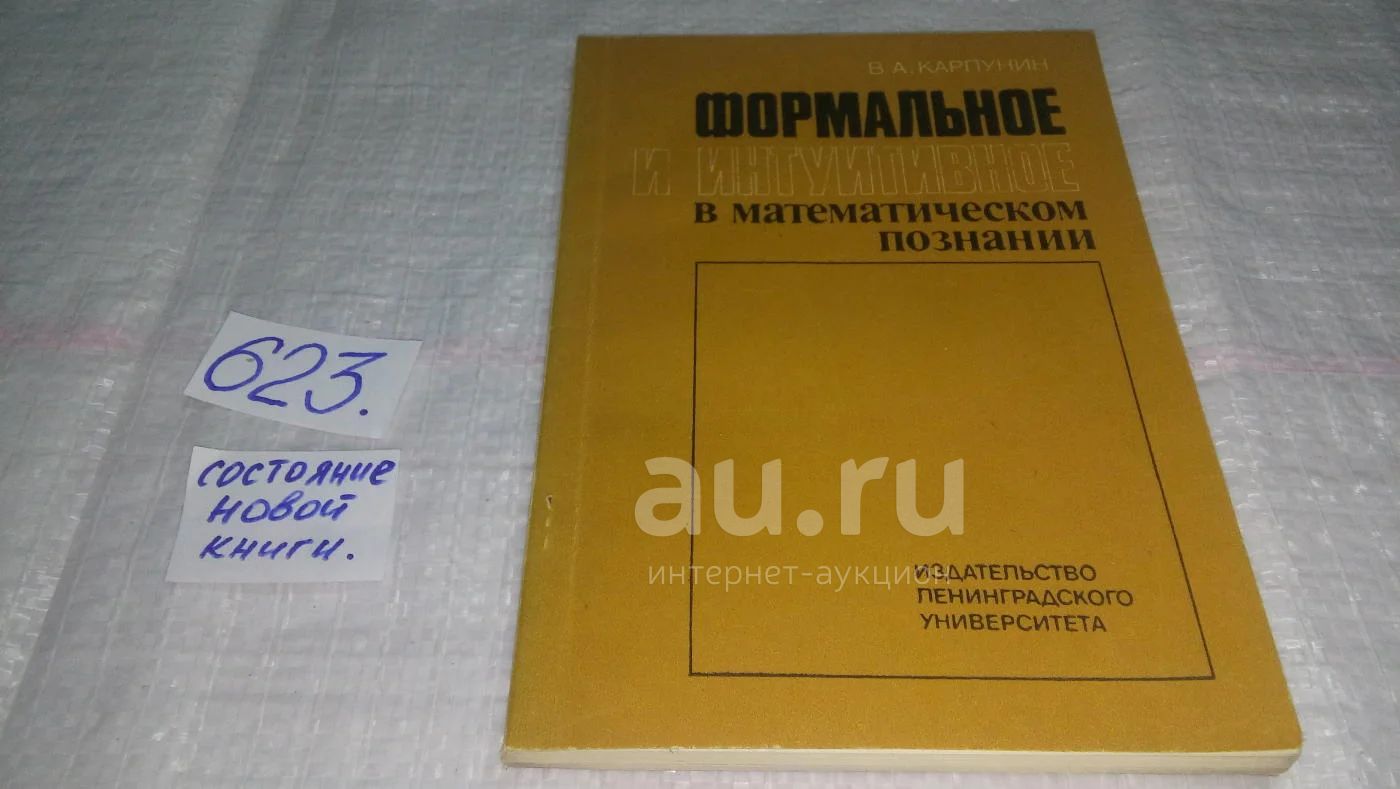 В. А. КАРПУНИН
ФОРМАЛЬНОЕ
И ИНТУИТИВНОЕ
в математическом
познании
623.
состояние
новой
книги.
au.ru
интернет-аукцион
ИЗДАТЕЛЬСТВО
ЛЕНИНГРАДСКОГО
УНИВЕРСИТЕТА